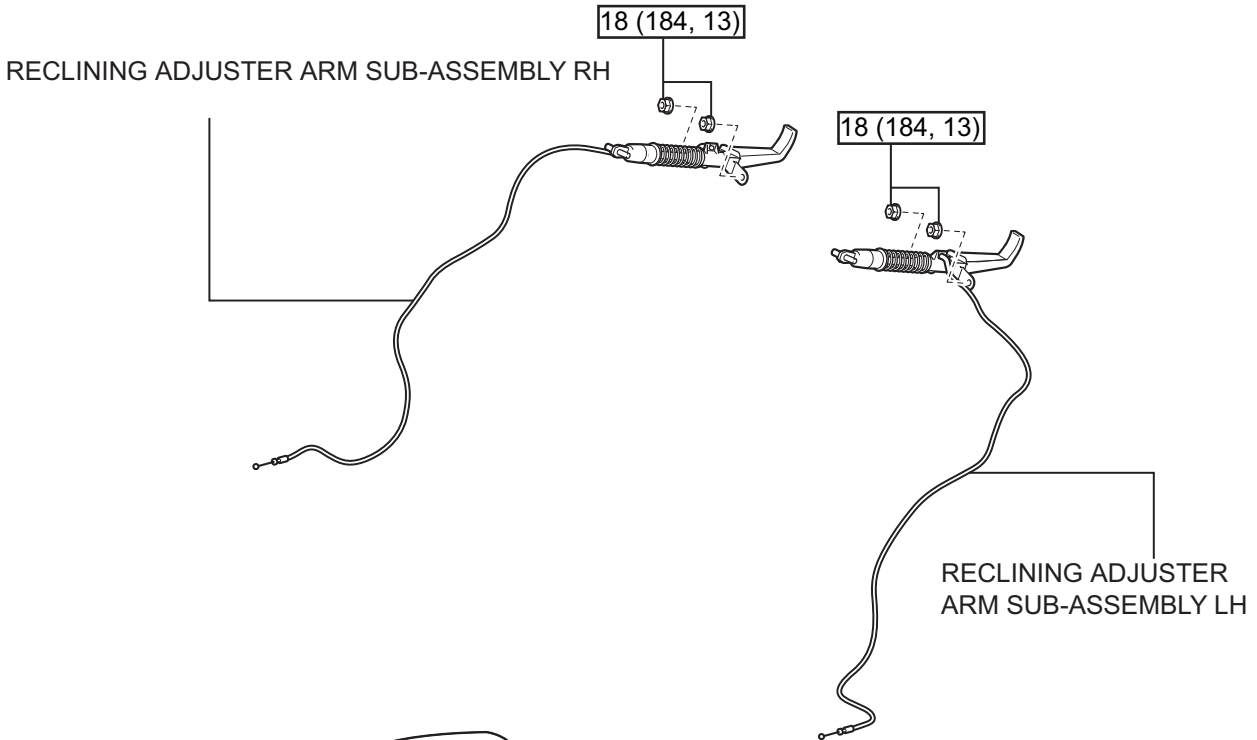 18 (184, 13)
RECLINING ADJUSTER ARM SUB-ASSEMBLY RH
18 (184, 13)
RECLINING ADJUSTER
ARM SUB-ASSEMBLY LH